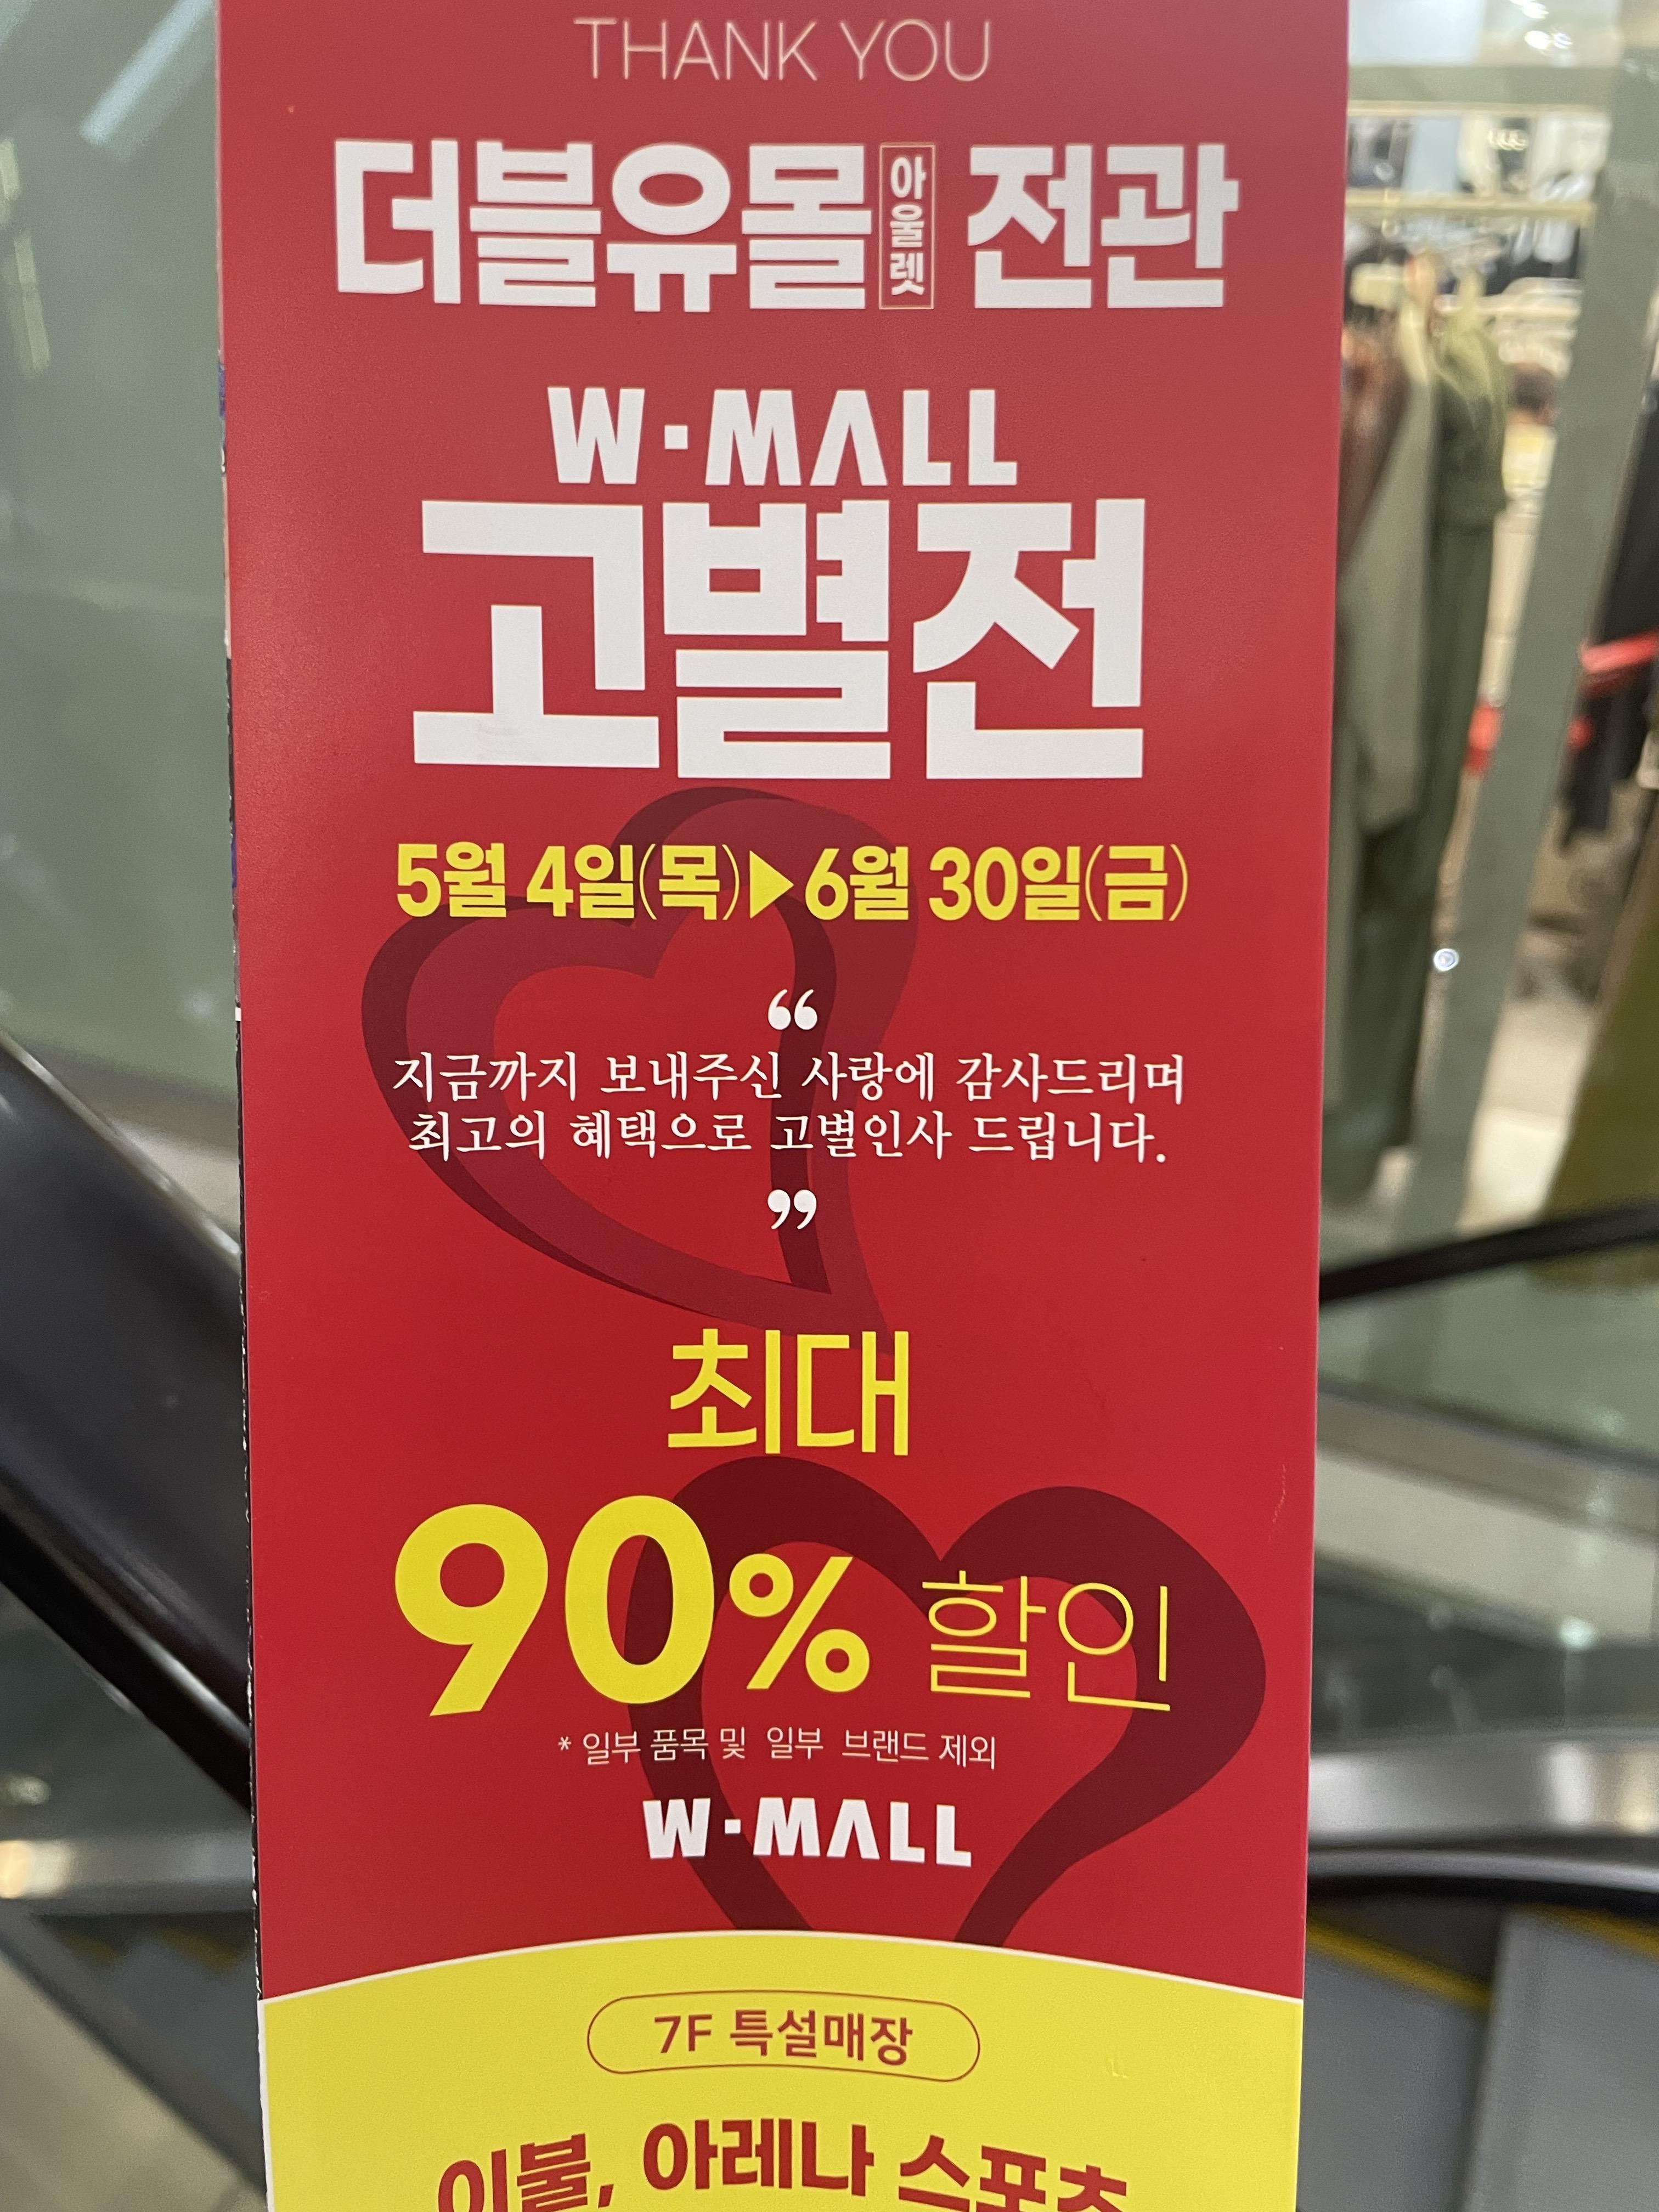 THANK YOU
더블유몰 아울렛 전관
W·MALL
고별전
5월 4일(목)▶6월 30일(금)
“
지금까지 보내주신 사랑에 감사드리며
최고의 혜택으로 고별인사 드립니다.
”
최대
90% 할인
* 일부 품목 및 일부 브랜드 제외
W·MALL
7F 특설매장
이불, 아레나 스포츠